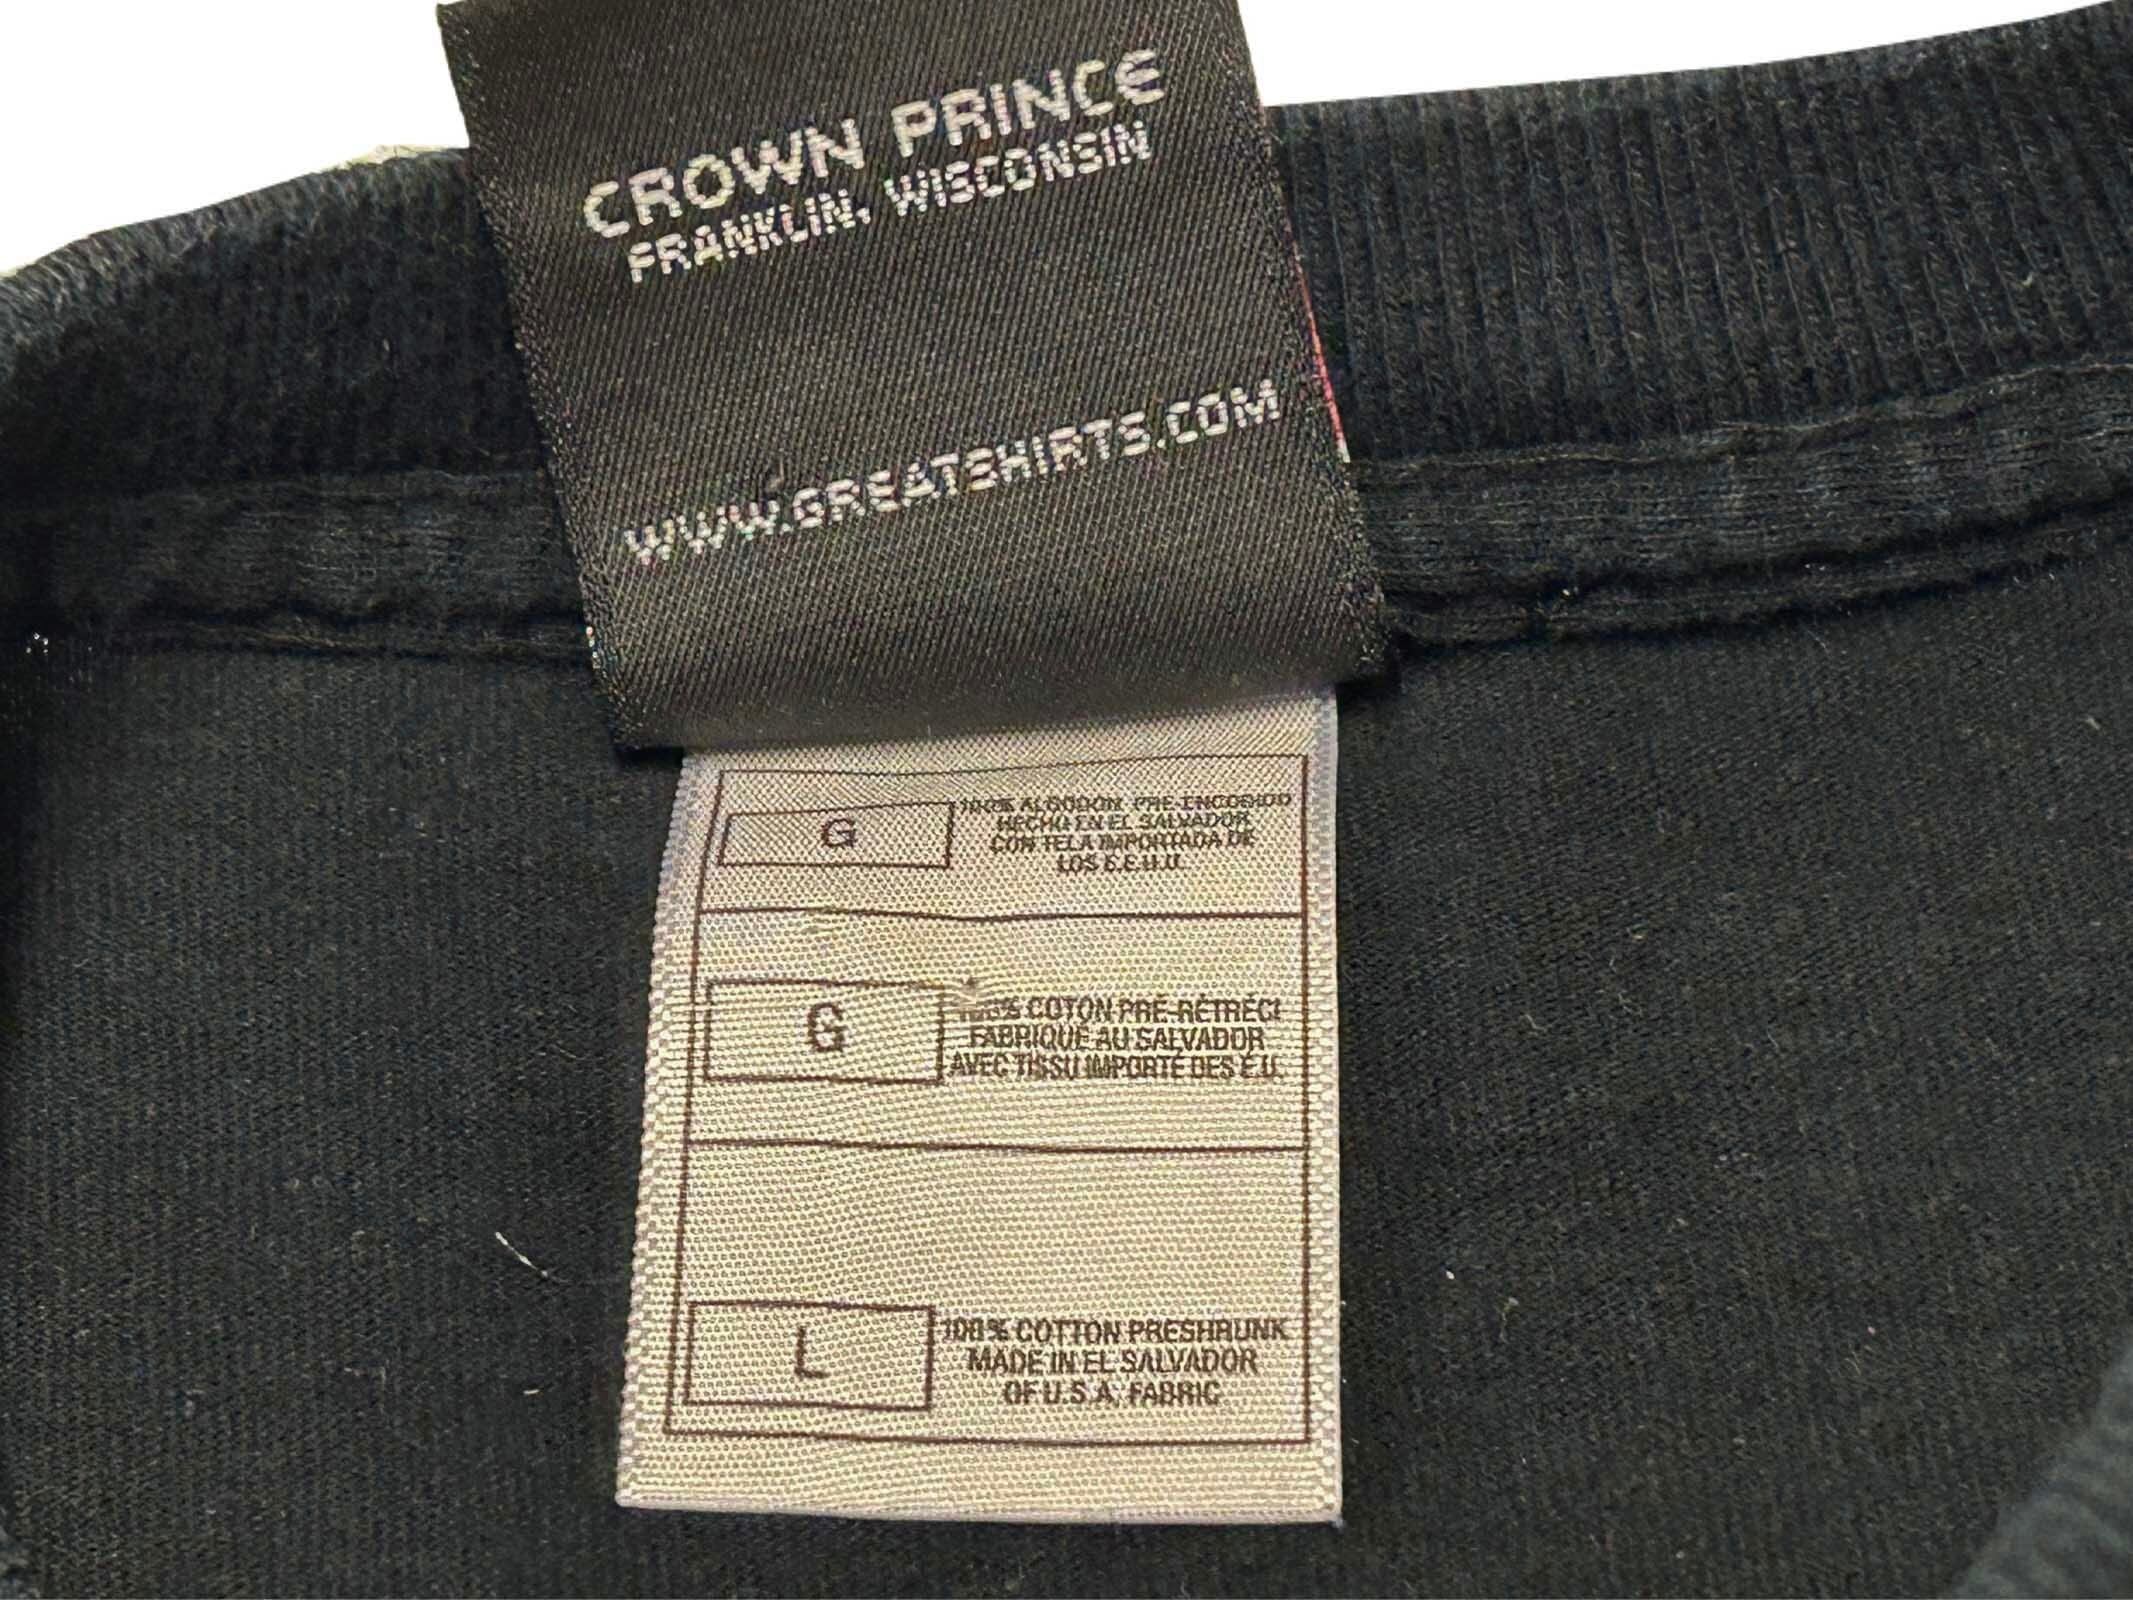 CROWN PRINCE
FRANKLIN, WISCONSIN
WWW.GREATSHIRTS.COM
G
100% ALGODON PRE-ENCOGIDO
HECHO EN EL SALVADOR
CON TELA IMPORTADA DE
LOS E.E.U.U.
G
100% COTON PRÉ-RÉTRÉCI
FABRIQUÉ AU SALVADOR
AVEC TISSU IMPORTÉ DES É.U.
L
100% COTTON PRESHRUNK
MADE IN EL SALVADOR
OF U.S.A. FABRIC